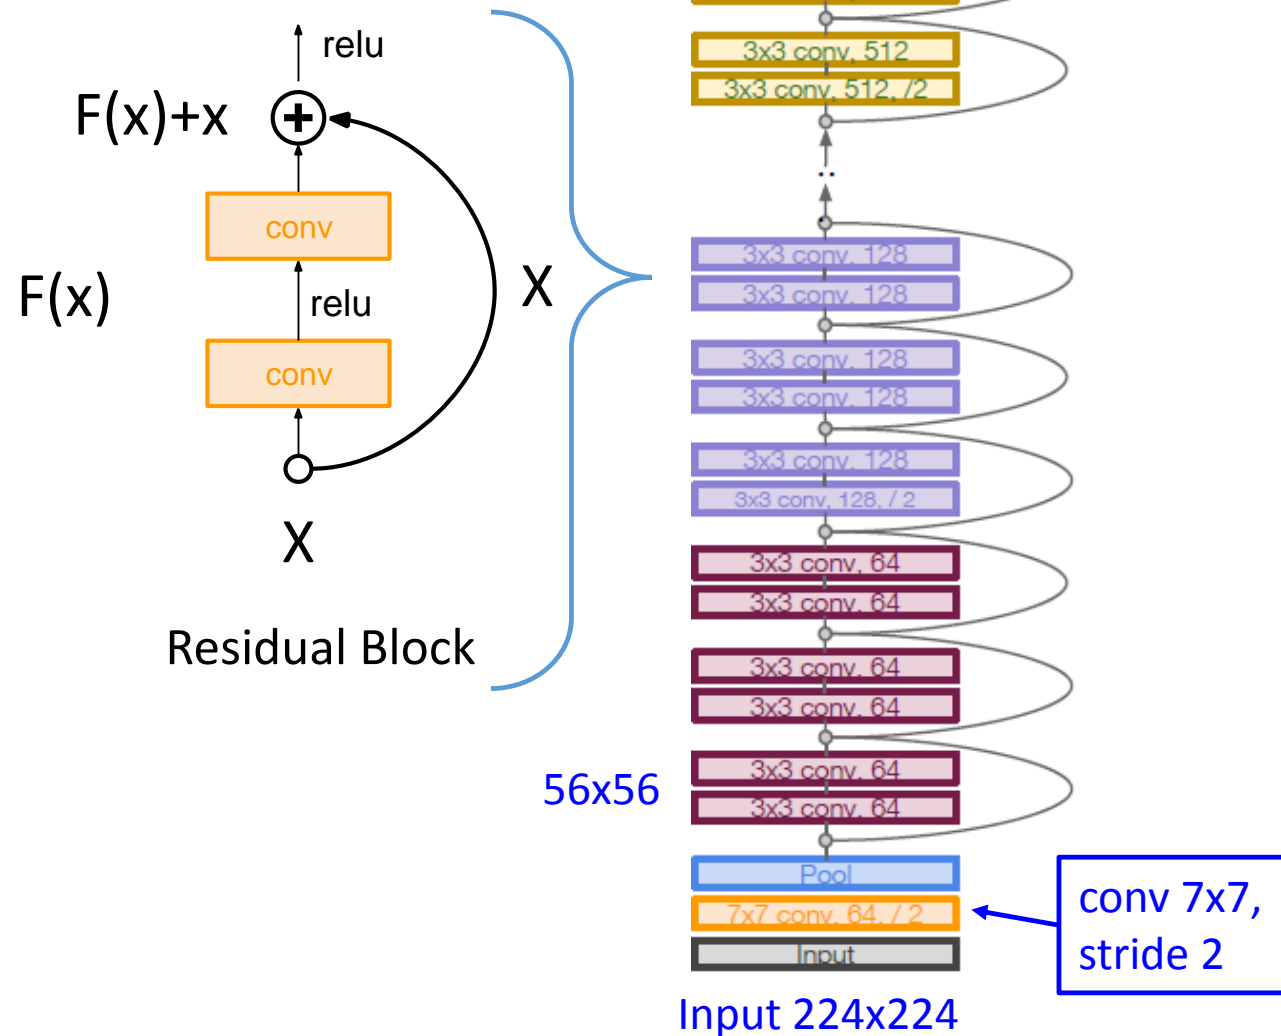 relu
F(x)+x
conv
F(x)
relu
X
conv
X
Residual Block
3x3 conv, 512
3x3 conv, 512, /2
..
3x3 conv, 128
3x3 conv, 128
3x3 conv, 128
3x3 conv, 128
3x3 conv, 128
3x3 conv, 128, / 2
3x3 conv, 64
3x3 conv, 64
3x3 conv, 64
3x3 conv, 64
56x56
3x3 conv, 64
3x3 conv, 64
Pool
7x7 conv, 64, / 2
Input
conv 7x7,
stride 2
Input 224x224